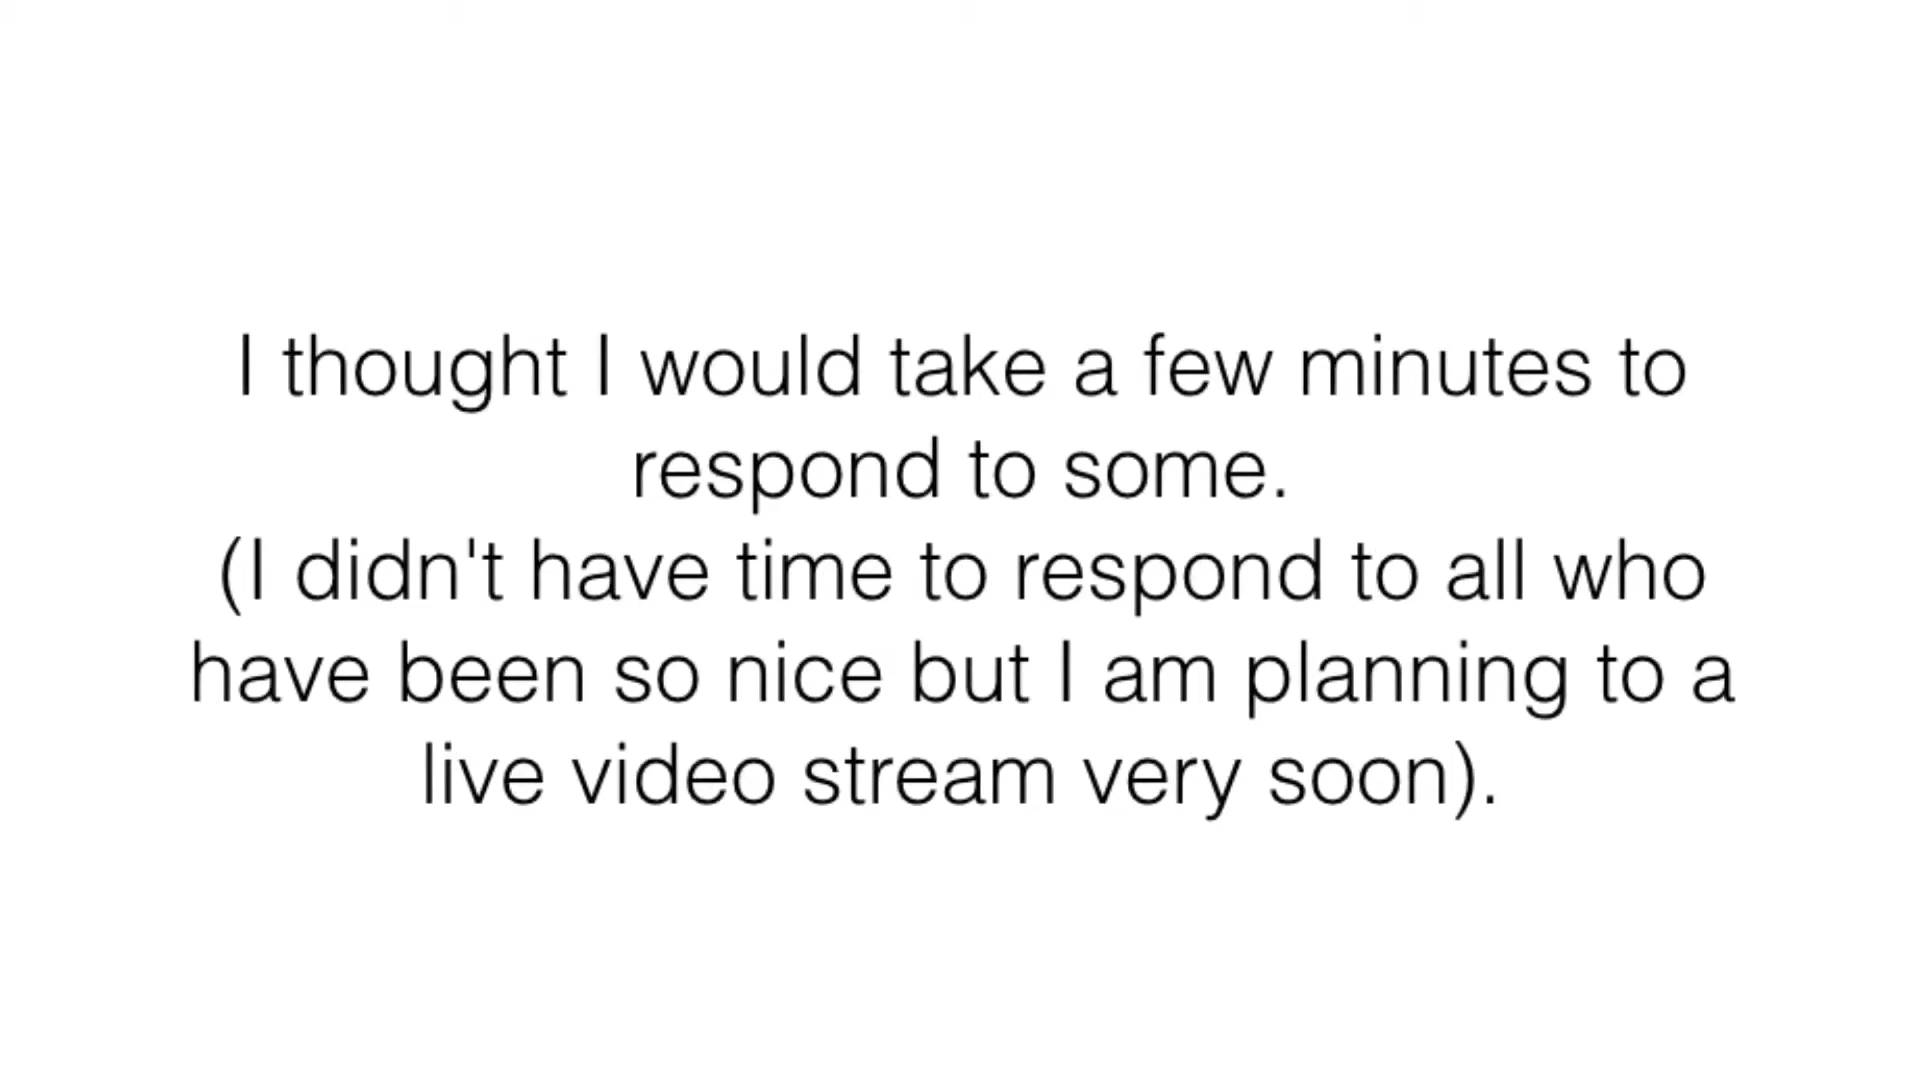 I thought I would take a few minutes to
respond to some.
(I didn't have time to respond to all who
have been so nice but I am planning to a
live video stream very soon).